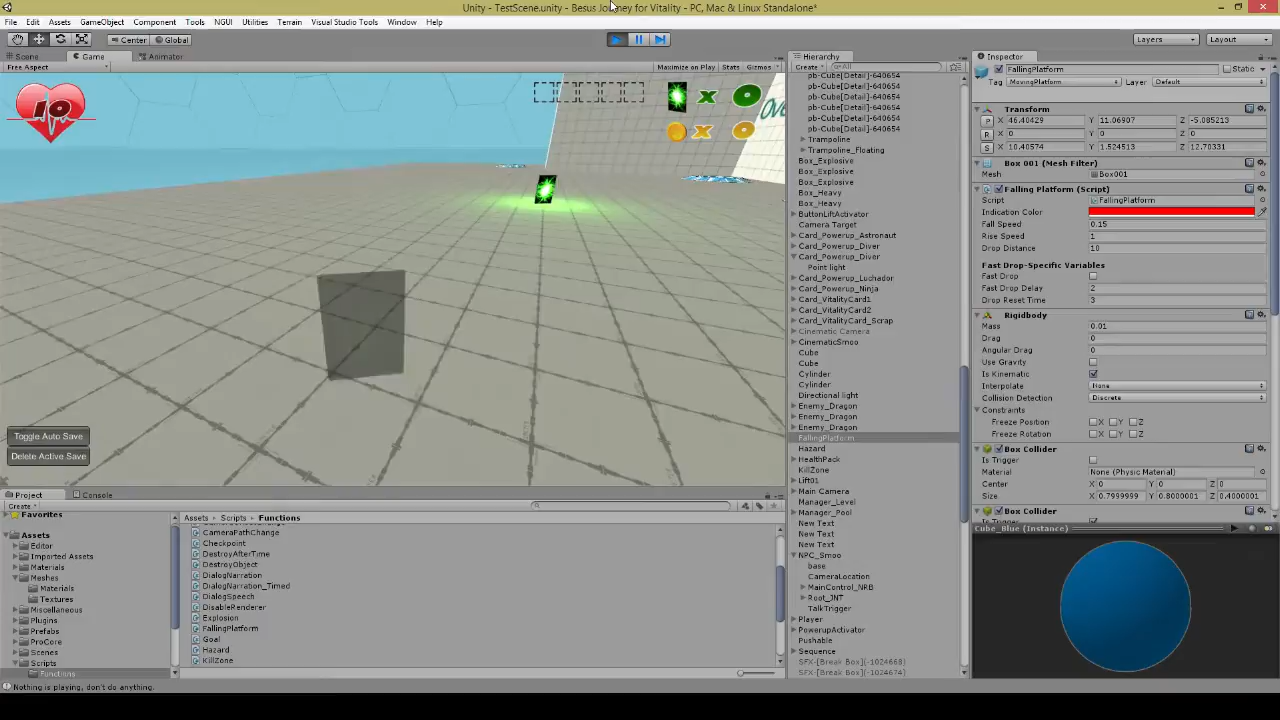 Unity - TestScene.unity - Besus Journey for Vitality - PC, Mac & Linux Standalone*
File Edit Assets GameObject Component Tools NGUI Utilities Terrain Visual Studio Tools Window Help
Center Global
Layers Layout
Scene Game Animator
Free Aspect
Maximize on Play Stats Gizmos
10
X
X
Toggle Auto Save
Delete Active Save
Hierarchy
Create All
pb-Cube[Detail]-640654
pb-Cube[Detail]-640654
pb-Cube[Detail]-640654
pb-Cube[Detail]-640654
pb-Cube[Detail]-640654
pb-Cube[Detail]-640654
Trampoline
Trampoline_Floating
Box_Explosive
Box_Explosive
Box_Explosive
Box_Heavy
Box_Heavy
ButtonLiftActivator
Camera Target
Card_Powerup_Astronaut
Card_Powerup_Diver
Card_Powerup_Diver
Point light
Card_Powerup_Luchador
Card_Powerup_Ninja
Card_VitalityCard1
Card_VitalityCard2
Card_VitalityCard_Scrap
Cinematic Camera
CinematicSmoo
Cube
Cube
Cylinder
Cylinder
Directional light
Enemy_Dragon
Enemy_Dragon
Enemy_Dragon
FallingPlatform
Hazard
HealthPack
KillZone
Lift01
Main Camera
Manager_Level
Manager_Pool
New Text
New Text
New Text
NPC_Smoo
base
CameraLocation
MainControl_NRB
Root_JNT
TalkTrigger
Player
PowerupActivator
Pushable
Sequence
SFX-[Break Box](-1024668)
SFX-[Break Box](-1024674)
Inspector
FallingPlatform Static
Tag MovingPlatform Layer Default
Transform
P X 46.40429 Y 11.06907 Z -5.085213
R X 0 Y 0 Z 0
S X 10.40574 Y 1.524513 Z 12.70331
Box 001 (Mesh Filter)
Mesh Box001
Falling Platform (Script)
Script FallingPlatform
Indication Color
Fall Speed 0.15
Rise Speed 1
Drop Distance 10
Fast Drop-Specific Variables
Fast Drop
Fast Drop Delay 2
Drop Reset Time 3
Rigidbody
Mass 0.01
Drag 0
Angular Drag 0
Use Gravity
Is Kinematic
Interpolate None
Collision Detection Discrete
Constraints
Freeze Position X Y Z
Freeze Rotation X Y Z
Box Collider
Is Trigger
Material None (Physic Material)
Center X 0 Y 0 Z 0
Size X 0.7999999 Y 0.8000001 Z 0.4000001
Box Collider
Cube_Blue (Instance)
Project Console
Create
Favorites
Assets
Editor
Imported Assets
Materials
Meshes
Materials
Textures
Miscellaneous
Plugins
Prefabs
ProCore
Scenes
Scripts
Functions
Assets Scripts Functions
CameraPathChange
Checkpoint
DestroyAfterTime
DestroyObject
DialogNarration
DialogNarration_Timed
DialogSpeech
DisableRenderer
Explosion
FallingPlatform
Goal
Hazard
KillZone
Nothing is playing, don't do anything.